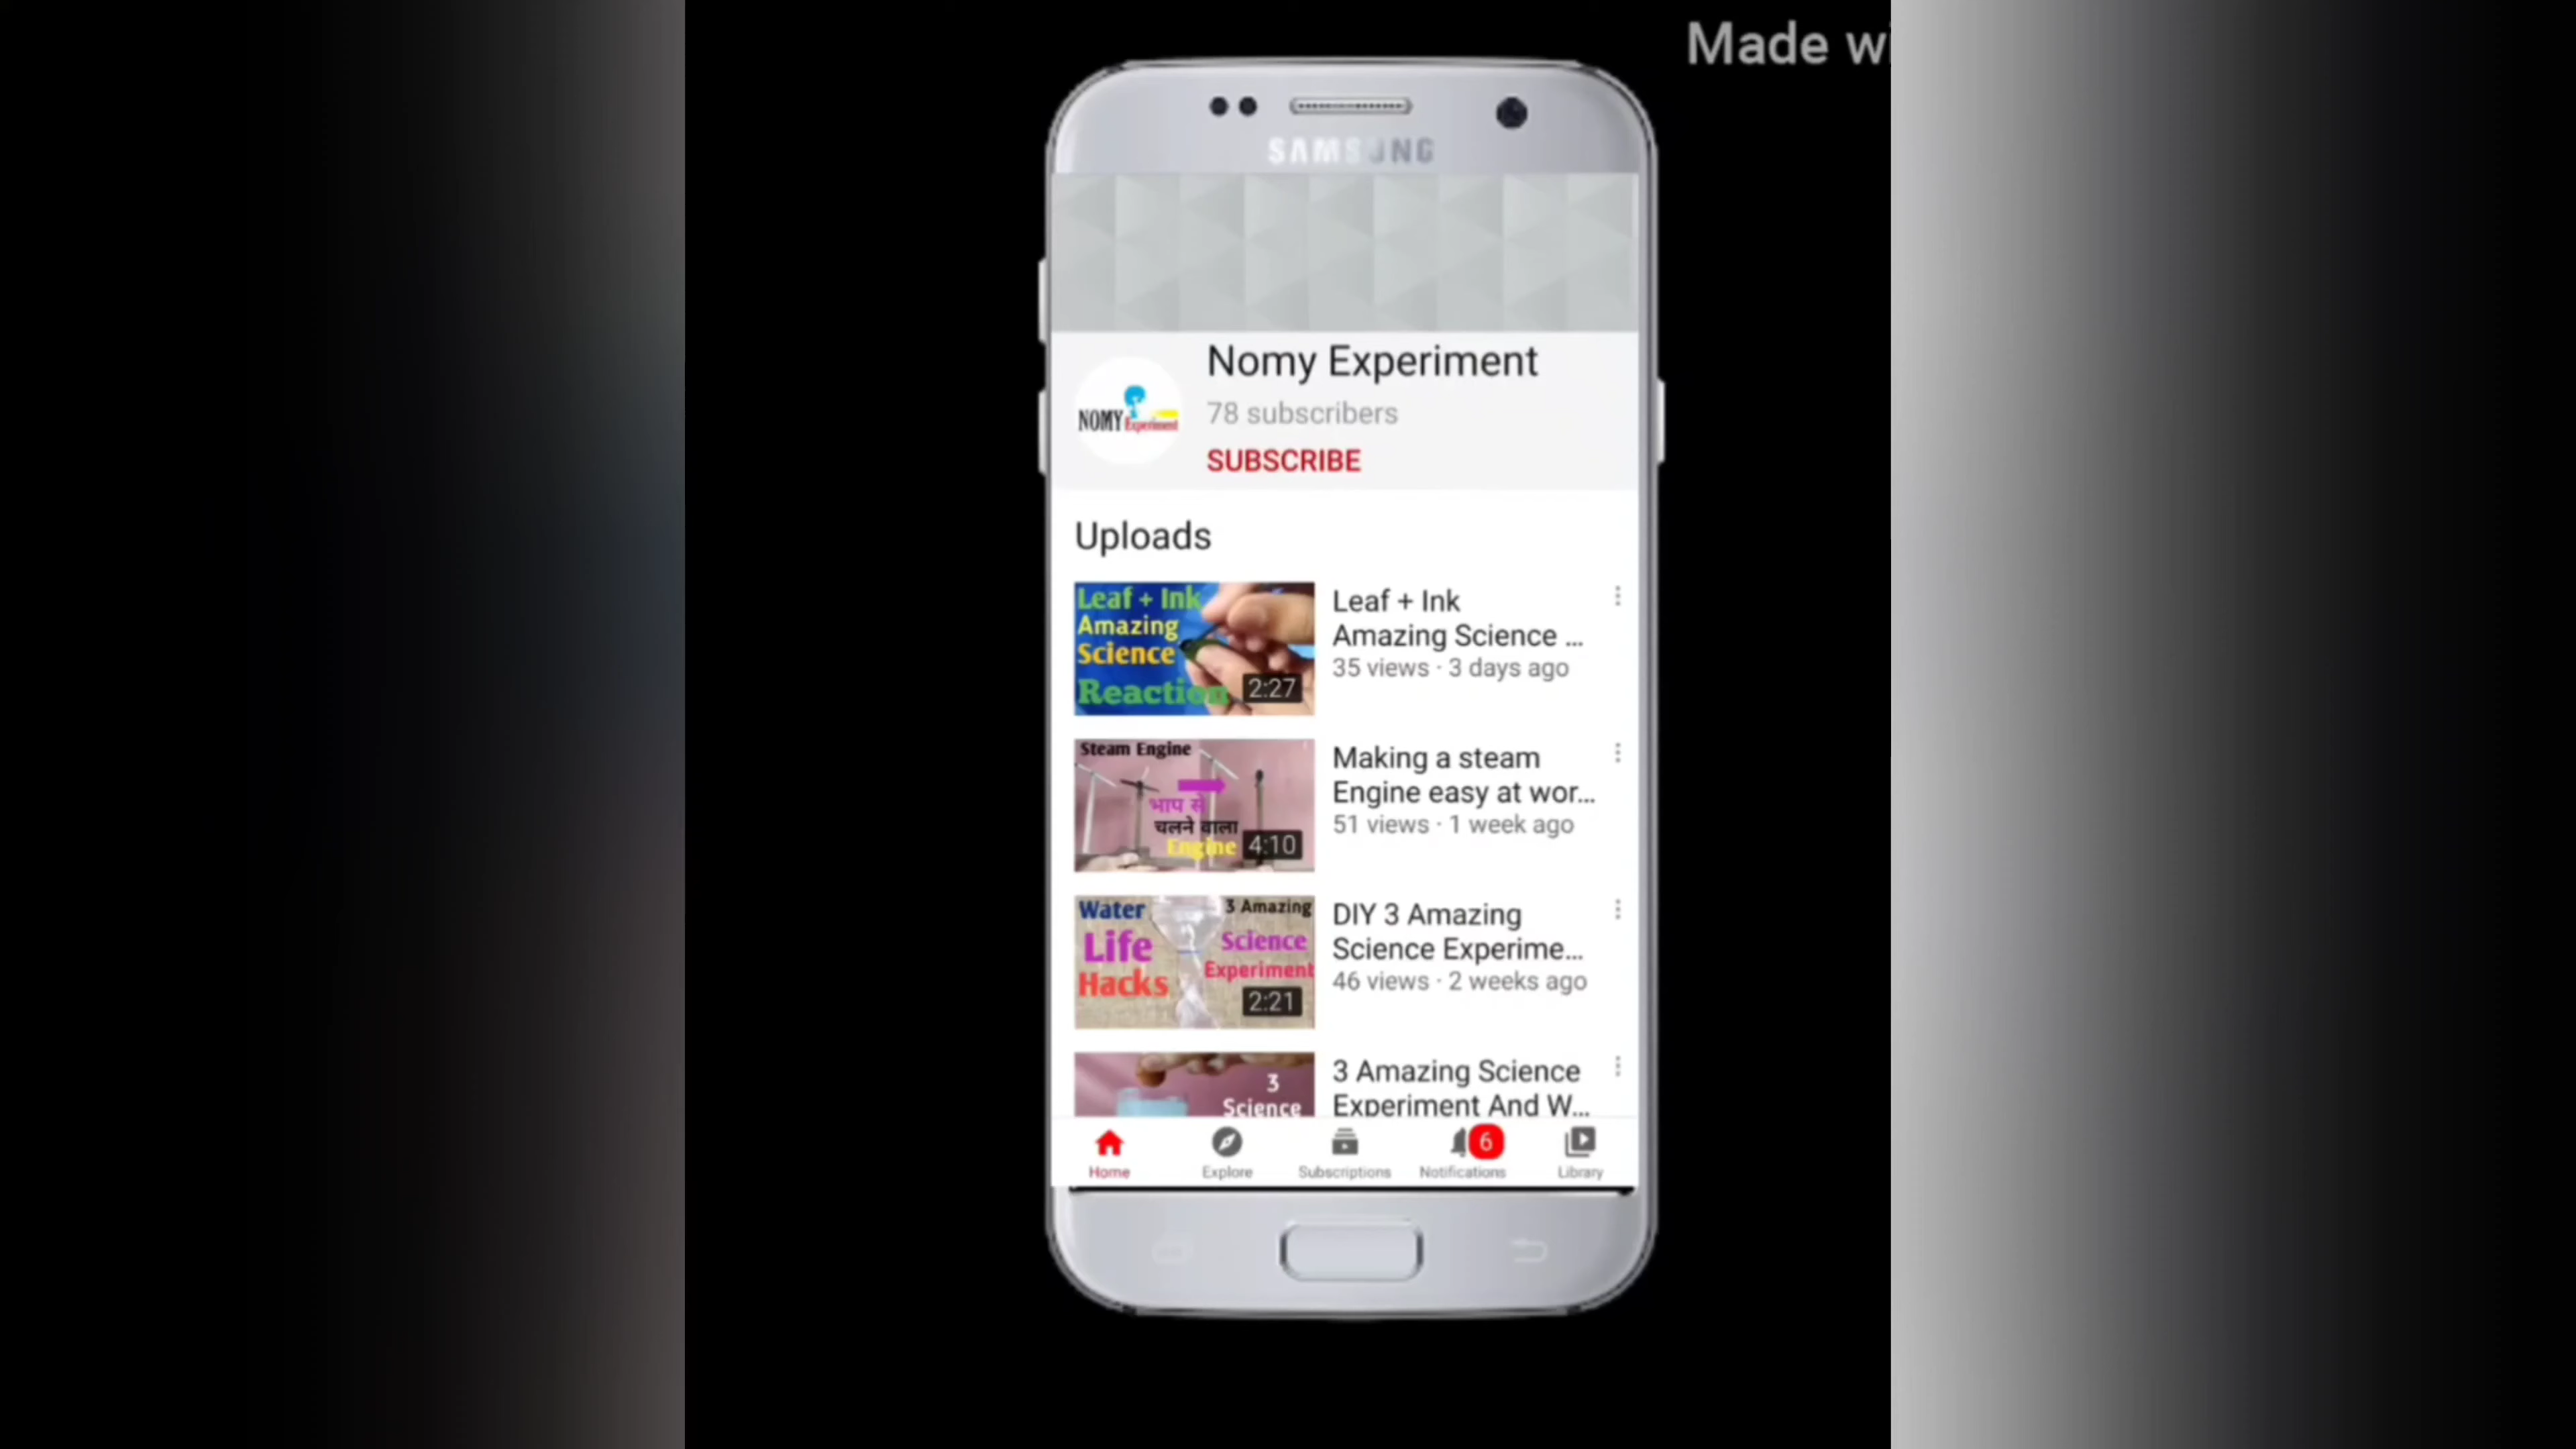 Made wi
SAMSUNG
Nomy Experiment
NOMY Experiment
78 subscribers
SUBSCRIBE
Uploads
Leaf + Ink
Amazing
Science
Reaction
2:27
Leaf + Ink
Amazing Science ...
35 views · 3 days ago
Steam Engine
भाप से
चलने वाला
Engine
4:10
Making a steam
Engine easy at wor...
51 views · 1 week ago
Water
Life
Hacks
3 Amazing
Science
Experiment
2:21
DIY 3 Amazing
Science Experime...
46 views · 2 weeks ago
3
Science
3 Amazing Science
Experiment And W...
6
Home Explore Subscriptions Notifications Library